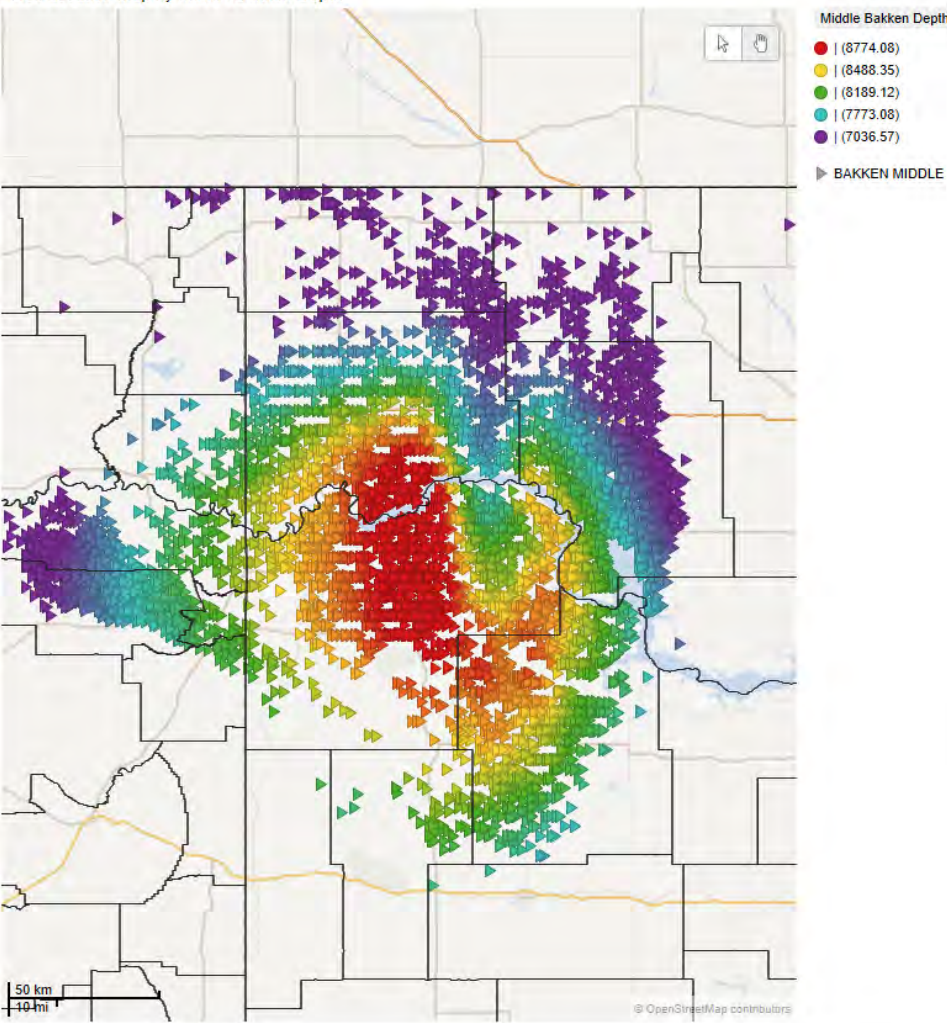 Middle Bakken Depth
| (8774.08)
| (8488.35)
| (8189.12)
| (7773.08)
| (7036.57)
BAKKEN MIDDLE
50 km
10 mi
© OpenStreetMap contributors